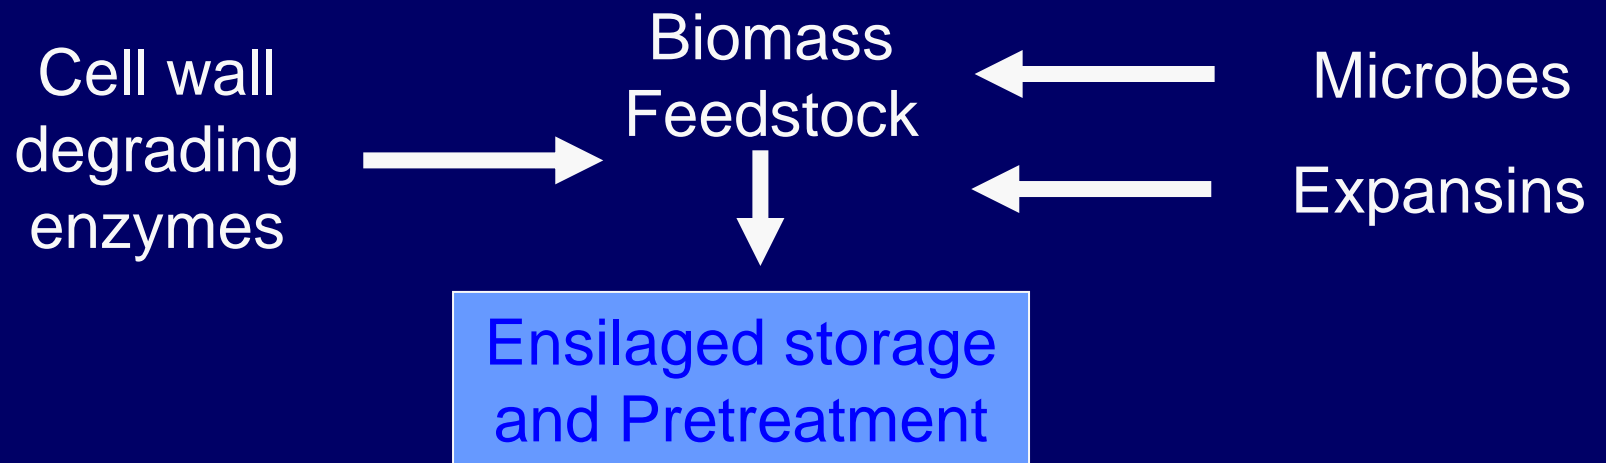 Cell wall
degrading
enzymes
Biomass
Feedstock
Microbes
Expansins
Ensilaged storage
and Pretreatment